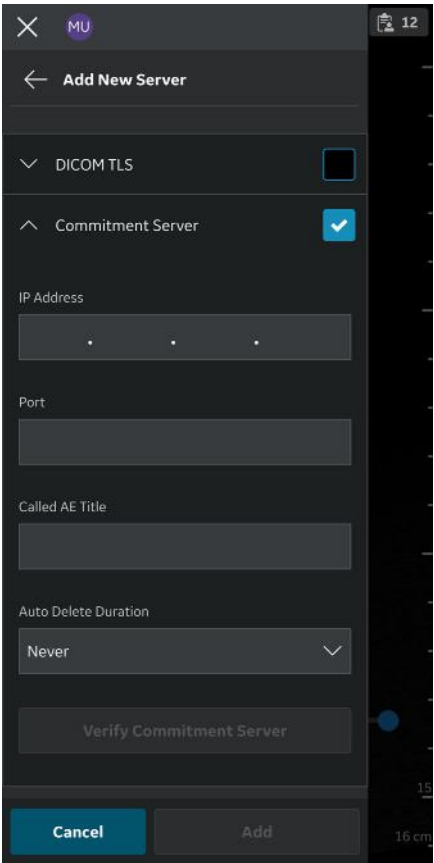 MU
12
Add New Server
DICOM TLS
Commitment Server
IP Address
. . .
Port
Called AE Title
Auto Delete Duration
Never
Verify Commitment Server
15
Cancel
Add
16 cm